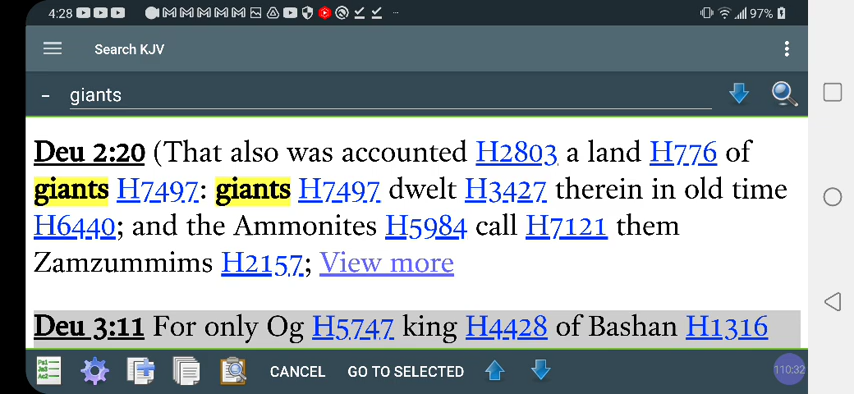 4:28 97%
Search KJV
- giants
Deu 2:20 (That also was accounted H2803 a land H776 of
giants H7497: giants H7497 dwelt H3427 therein in old time
H6440; and the Ammonites H5984 call H7121 them
Zamzummims H2157; View more
Deu 3:11 For only Og H5747 king H4428 of Bashan H1316
CANCEL GO TO SELECTED 110:32